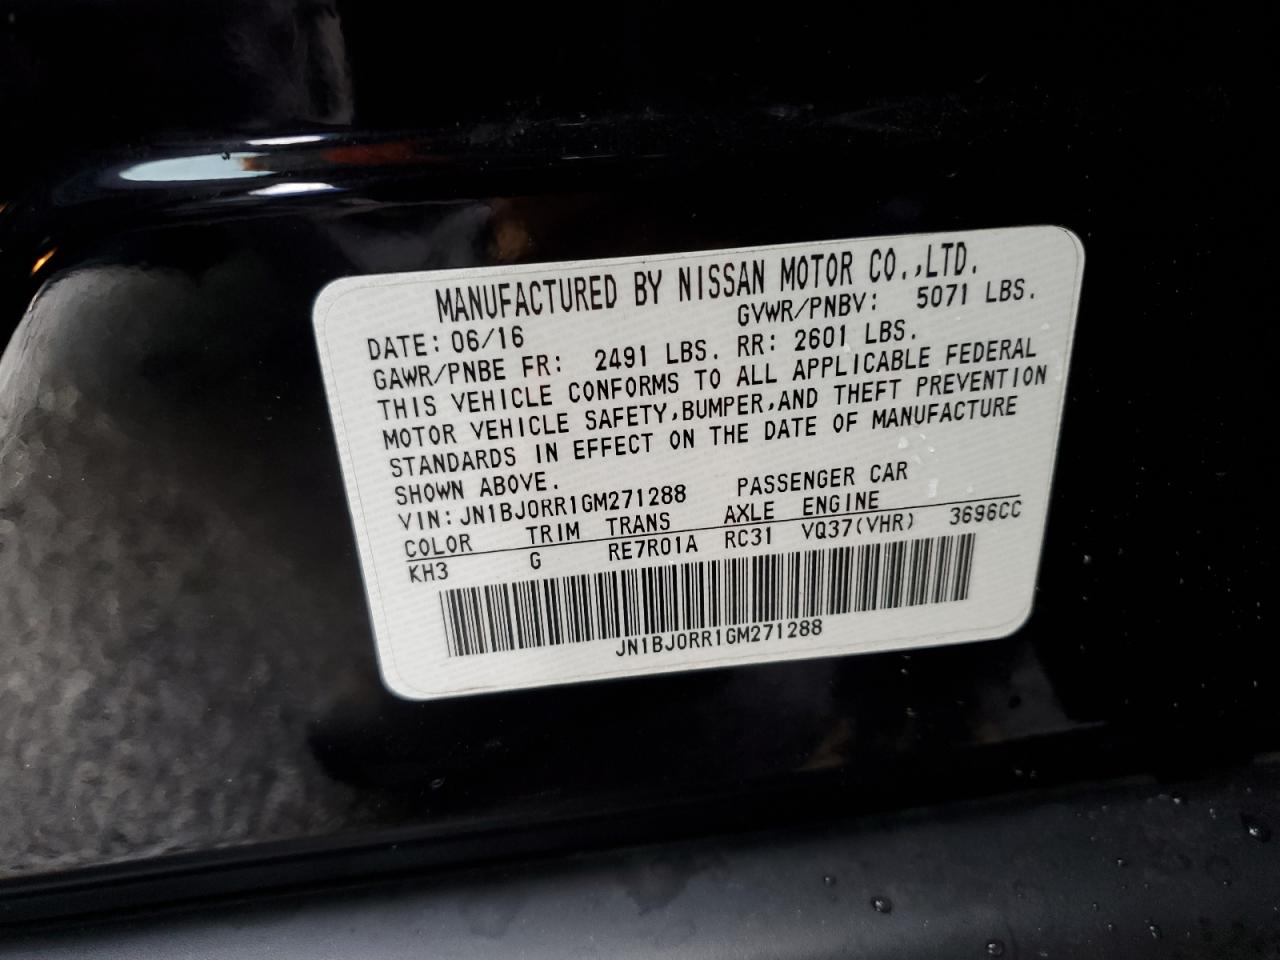 MANUFACTURED BY NISSAN MOTOR CO.,LTD.
DATE: 06/16 GVWR/PNBV: 5071 LBS.
GAWR/PNBE FR: 2491 LBS. RR: 2601 LBS.
THIS VEHICLE CONFORMS TO ALL APPLICABLE FEDERAL
MOTOR VEHICLE SAFETY,BUMPER,AND THEFT PREVENTION
STANDARDS IN EFFECT ON THE DATE OF MANUFACTURE
SHOWN ABOVE.
VIN:JN1BJ0RR1GM271288 PASSENGER CAR
COLOR TRIM TRANS AXLE ENGINE
KH3 G RE7R01A RC31 VQ37(VHR) 3696CC
JN1BJ0RR1GM271288